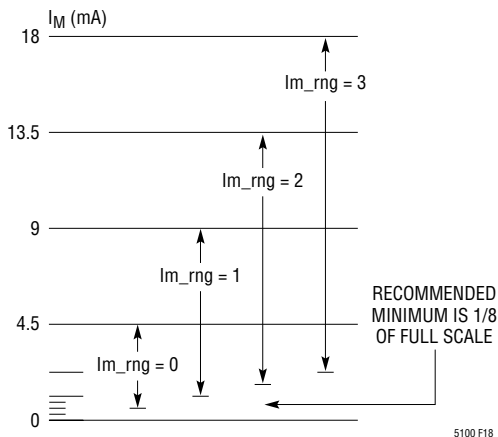 I_M (mA)
18
Im_rng = 3
13.5
Im_rng = 2
9
Im_rng = 1
RECOMMENDED
MINIMUM IS 1/8
OF FULL SCALE
4.5
Im_rng = 0
0
5100 F18